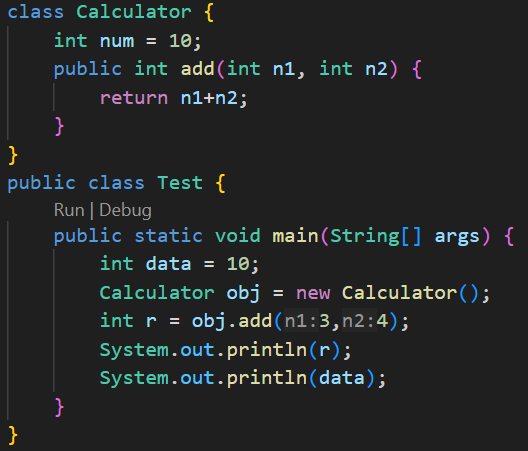 class Calculator {
    int num = 10;
    public int add(int n1, int n2) {
        return n1+n2;
    }
}
public class Test {
    Run | Debug
    public static void main(String[] args) {
        int data = 10;
        Calculator obj = new Calculator();
        int r = obj.add(n1:3,n2:4);
        System.out.println(r);
        System.out.println(data);
    }
}